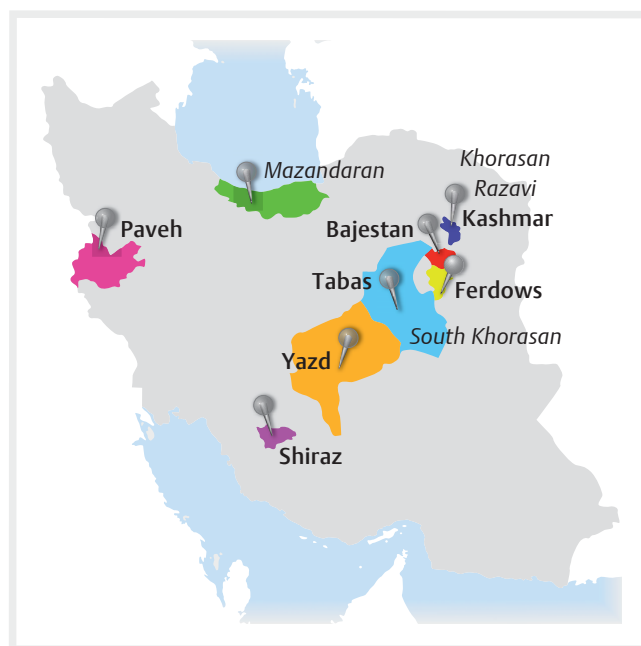 Mazandaran
Khorasan
Razavi
Kashmar
Paveh
Bajestan
Tabas
Ferdows
South Khorasan
Yazd
Shiraz